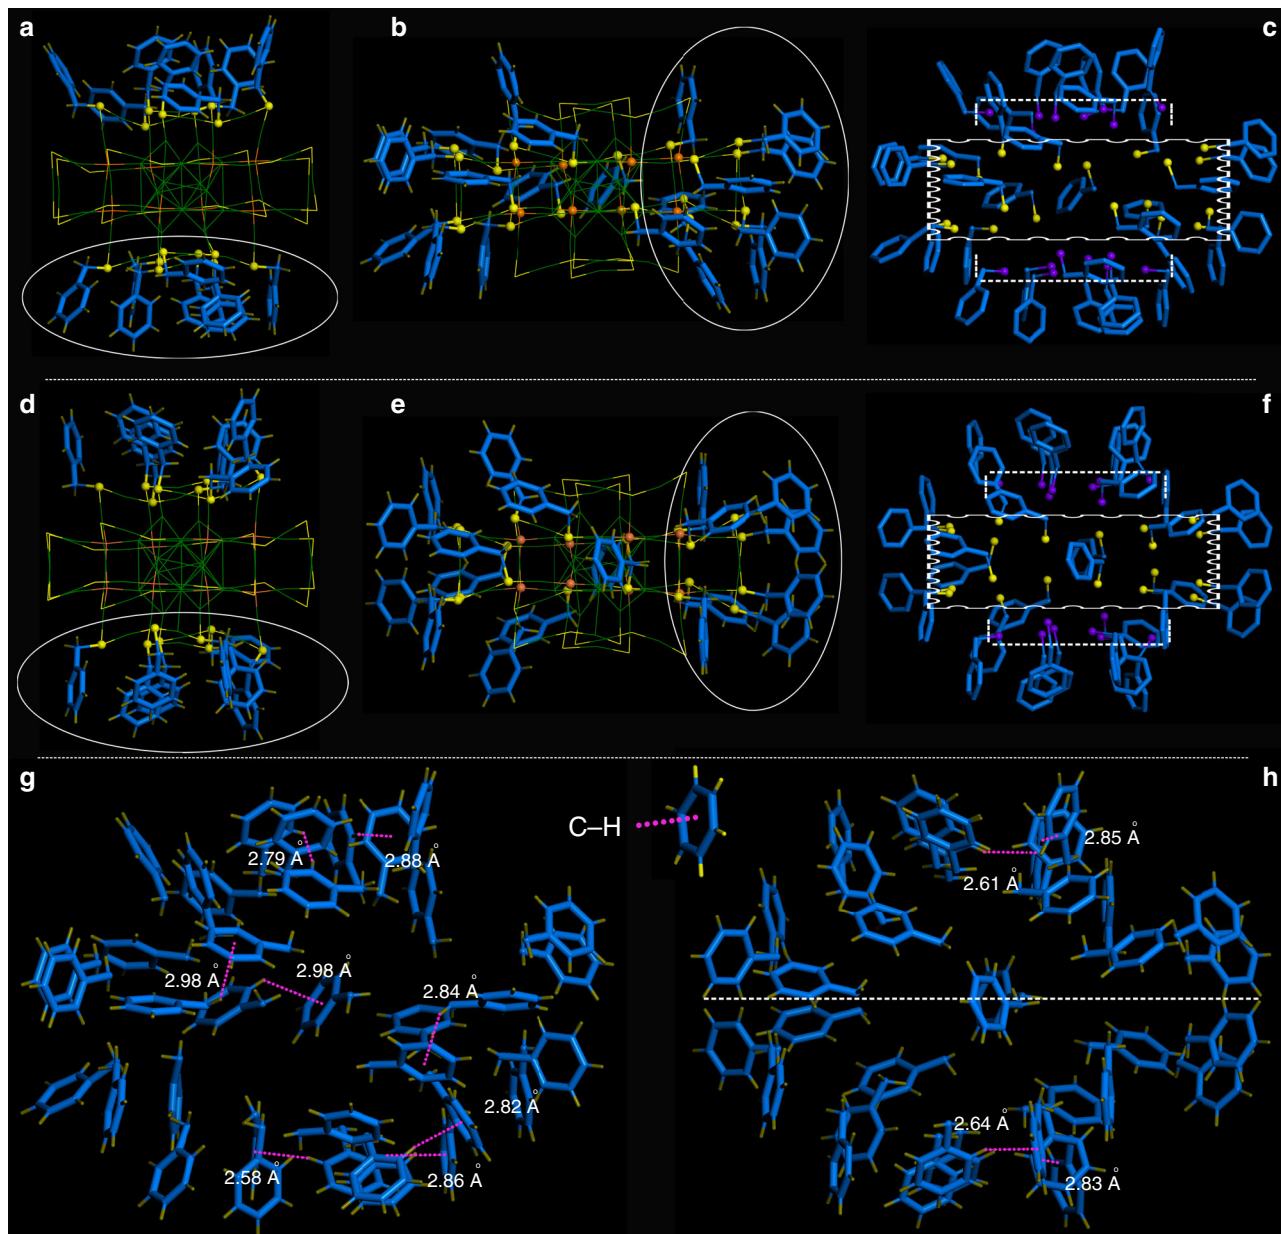 a
b
c
d
e
f
g
h
C–H
2.79 Å
2.88 Å
2.98 Å
2.98 Å
2.84 Å
2.82 Å
2.58 Å
2.86 Å
2.85 Å
2.61 Å
2.64 Å
2.83 Å